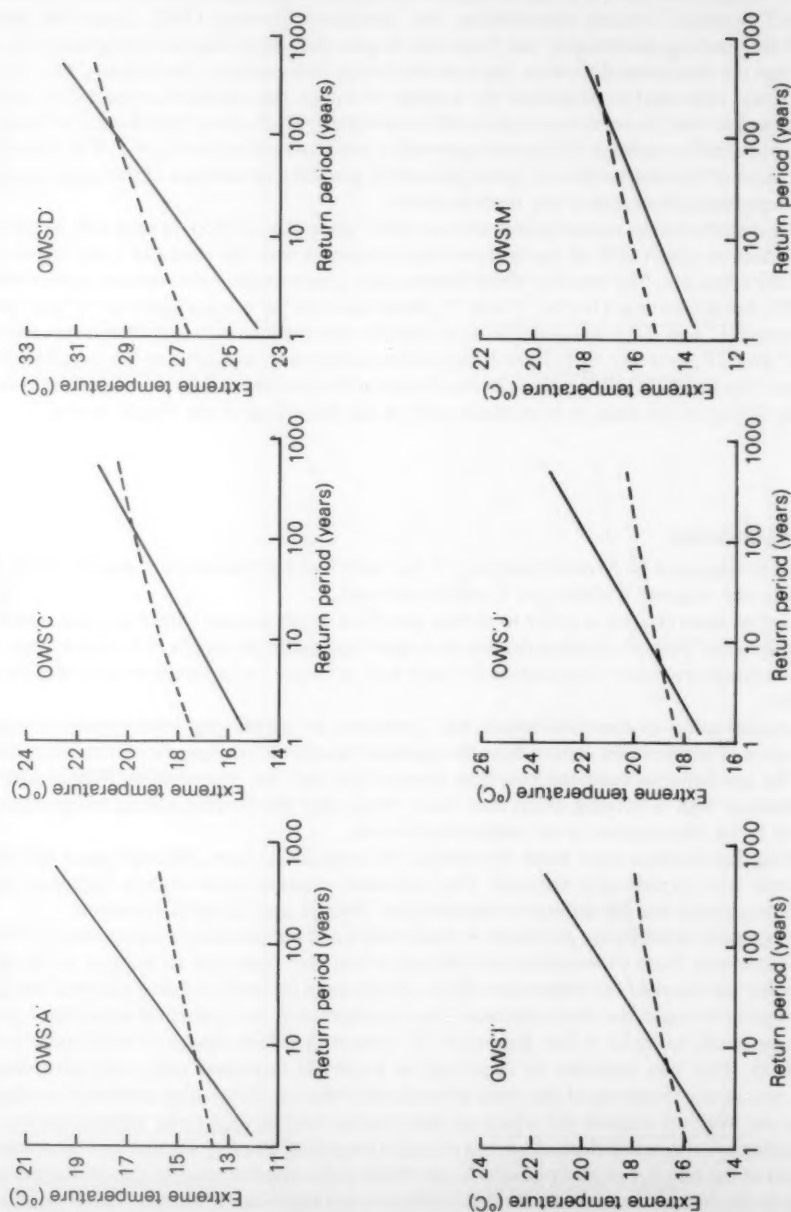 OWS'A'
Extreme temperature (°C)
21
19
17
15
13
11
1 10 100 1000
Return period (years)
OWS'C'
Extreme temperature (°C)
24
22
20
18
16
14
1 10 100 1000
Return period (years)
OWS'D'
Extreme temperature (°C)
33
31
29
27
25
23
1 10 100 1000
Return period (years)
OWS'I'
Extreme temperature (°C)
24
22
20
18
16
14
1 10 100 1000
Return period (years)
OWS'J'
Extreme temperature (°C)
26
24
22
20
18
16
1 10 100 1000
Return period (years)
OWS'M'
Extreme temperature (°C)
22
20
18
16
14
12
1 10 100 1000
Return period (years)